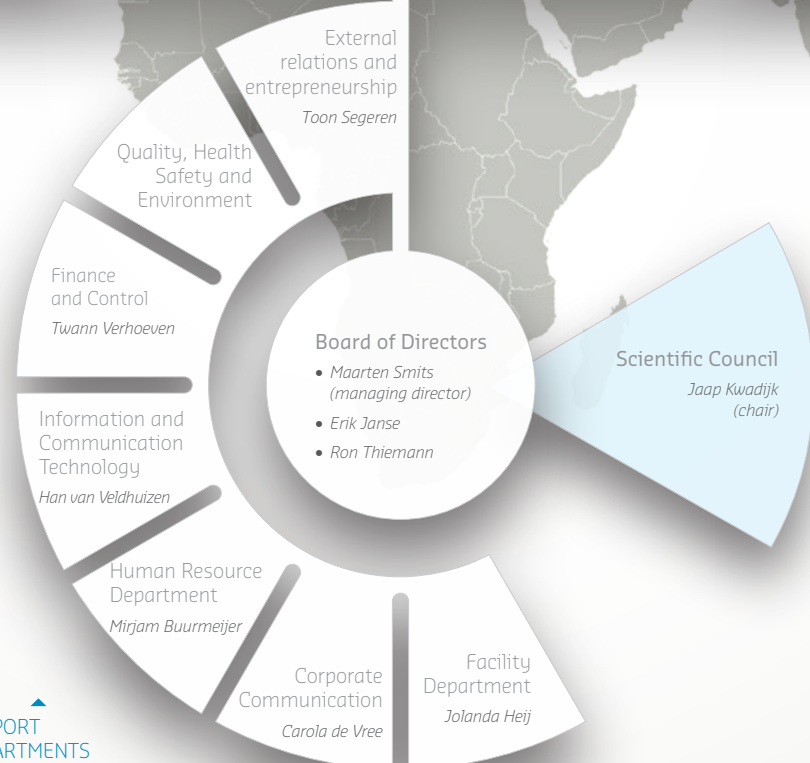 External
relations and
entrepreneurship
Toon Segeren
Quality, Health
Safety and
Environment
Finance
and Control
Twann Verhoeven
Information and
Communication
Technology
Han van Veldhuizen
Human Resource
Department
Mirjam Buurmeijer
Corporate
Communication
Carola de Vree
Facility
Department
Jolanda Heij
Board of Directors
• Maarten Smits
(managing director)
• Erik Janse
• Ron Thiemann
Scientific Council
Jaap Kwadijk
(chair)
PORT
ARTMENTS